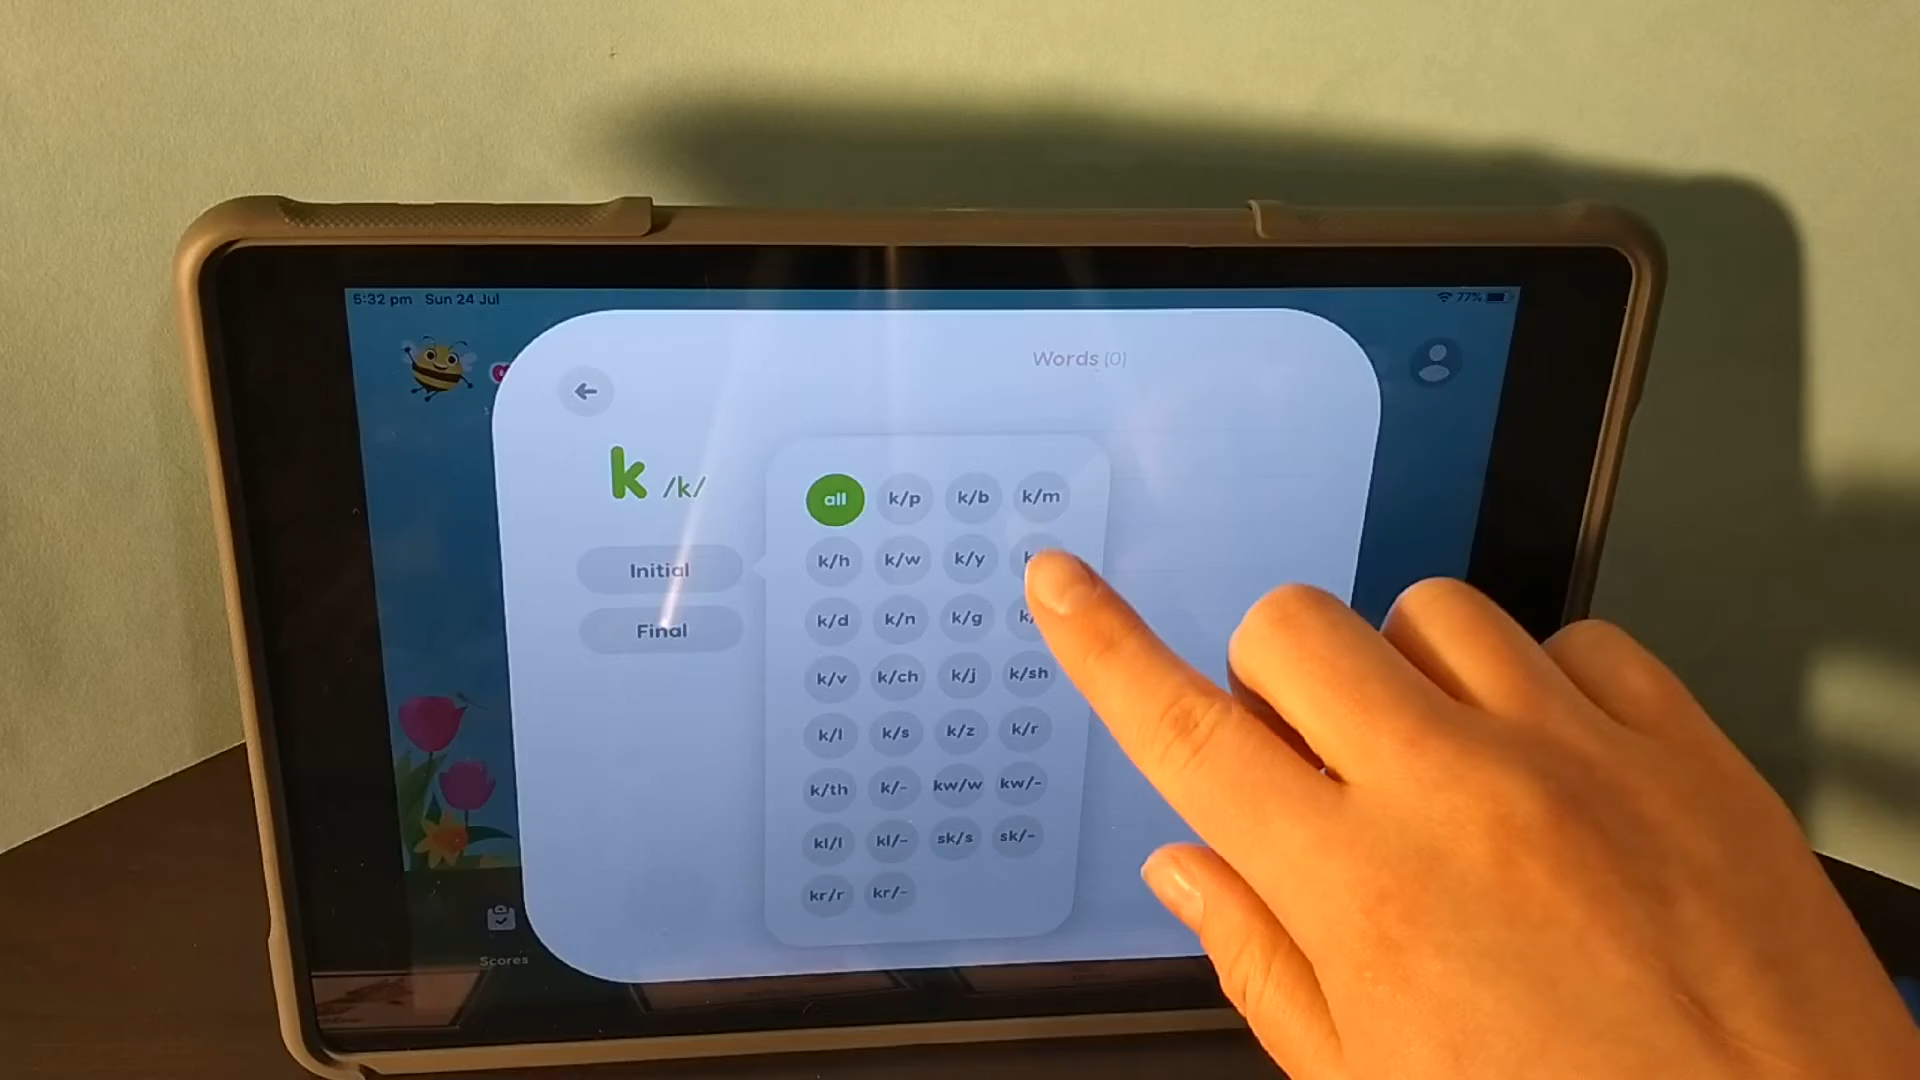 5:32 pm Sun 24 Jul
77%
Words (0)
k /k/
Initial
Final
all k/p k/b k/m
k/h k/w k/y
k/d k/n k/g
k/v k/ch k/j k/sh
k/l k/s k/z k/r
k/th k/- kw/w kw/-
kl/l kl/- sk/s sk/-
kr/r kr/-
Scores